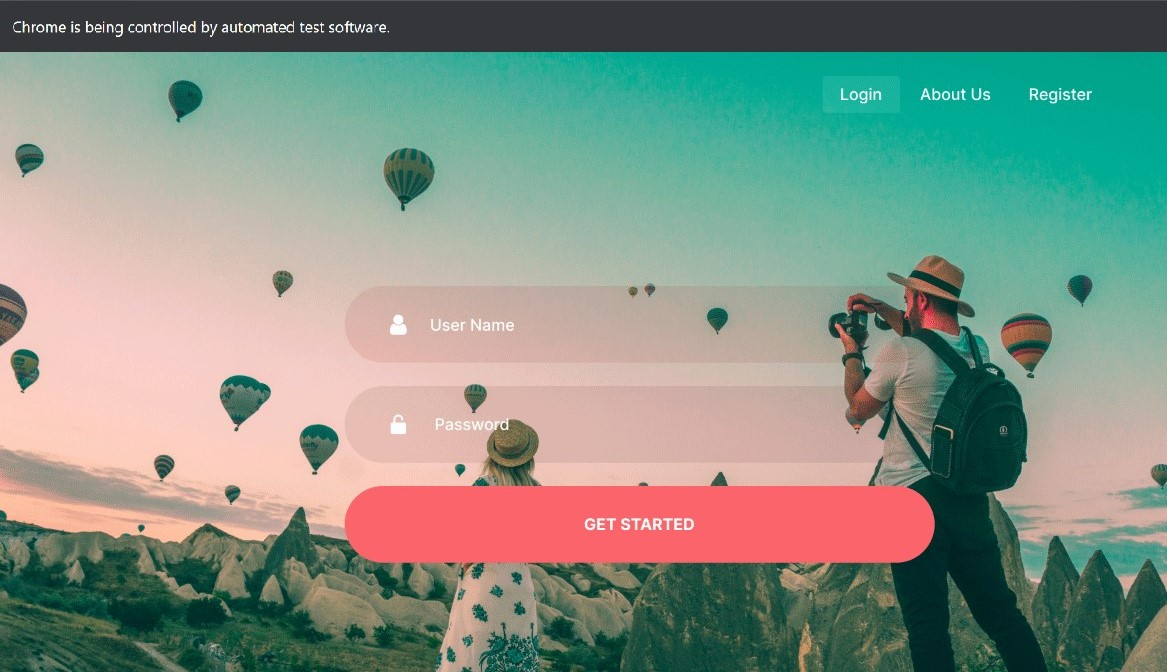 Chrome is being controlled by automated test software.
Login About Us Register
User Name
Password
GET STARTED